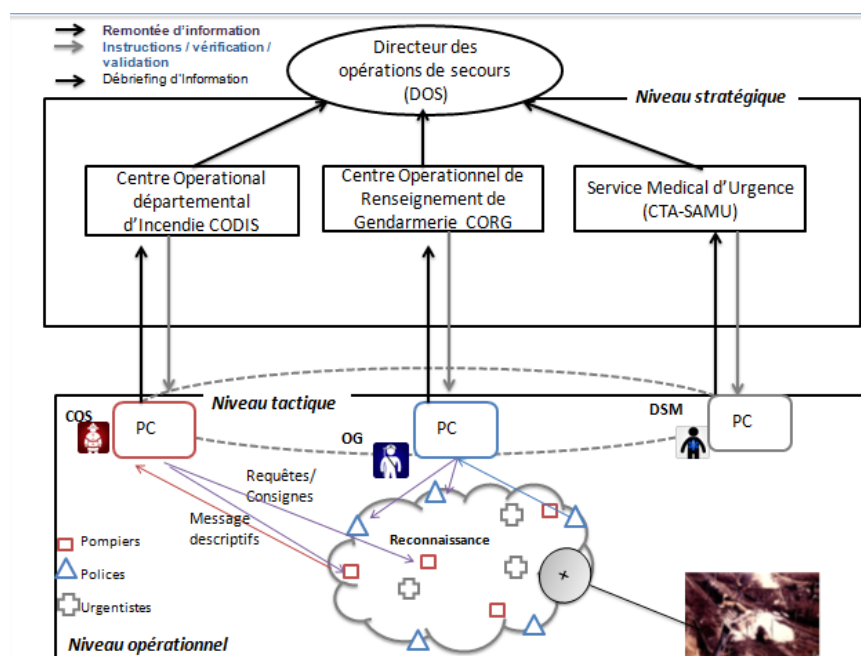 Remontée d'information
Instructions / vérification /
validation
Débriefing d'Information
Directeur des
opérations de secours
(DOS)
Niveau stratégique
Centre Operational
départemental
d'Incendie CODIS
Centre Operationnel de
Renseignement de
Gendarmerie CORG
Service Medical d'Urgence
(CTA-SAMU)
Niveau tactique
COS
PC
OG
PC
DSM
PC
Requêtes/
Consignes
Message
descriptifs
Reconnaissance
Pompiers
Polices
Urgentistes
Niveau opérationnel